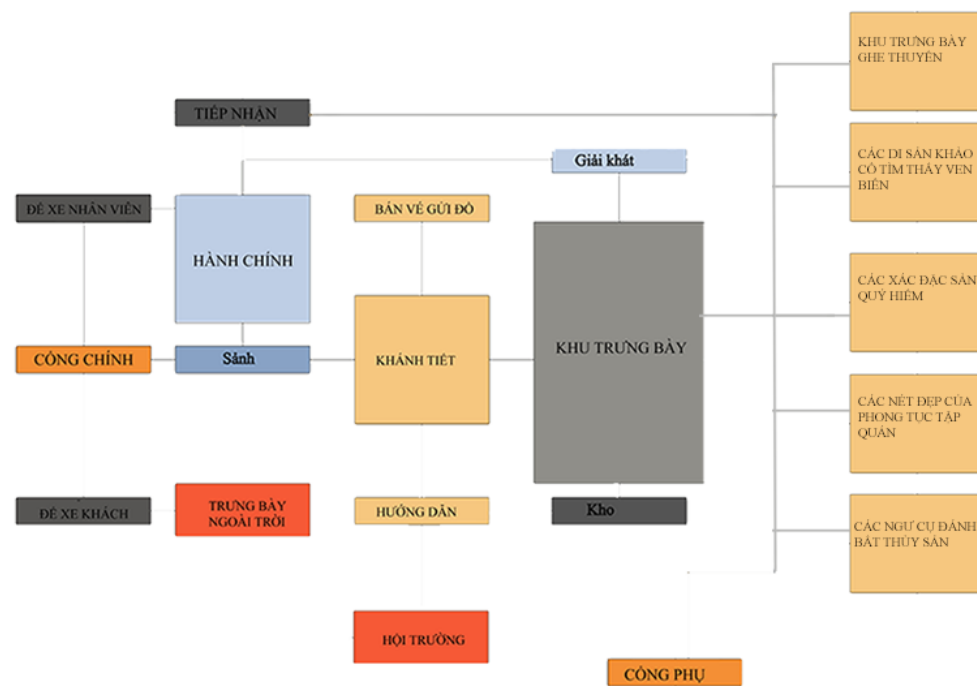 KHU TRƯNG BÀY
GHE THUYỀN
TIẾP NHẬN
CÁC DI SẢN KHẢO
CỔ TÌM THẤY VEN
BIỂN
Giải khát
ĐỂ XE NHÂN VIÊN
BÁN VÉ GỬI ĐỒ
HÀNH CHÍNH
CÁC XÁC ĐẶC SẢN
QUÝ HIẾM
CỔNG CHÍNH
Sảnh
KHÁNH TIẾT
KHU TRƯNG BÀY
CÁC NÉT ĐẸP CỦA
PHONG TỤC TẬP
QUÁN
ĐỂ XE KHÁCH
TRƯNG BÀY
NGOÀI TRỜI
HƯỚNG DẪN
Kho
CÁC NGƯ CỤ ĐÁNH
BẮT THỦY SẢN
HỘI TRƯỜNG
CỔNG PHỤ